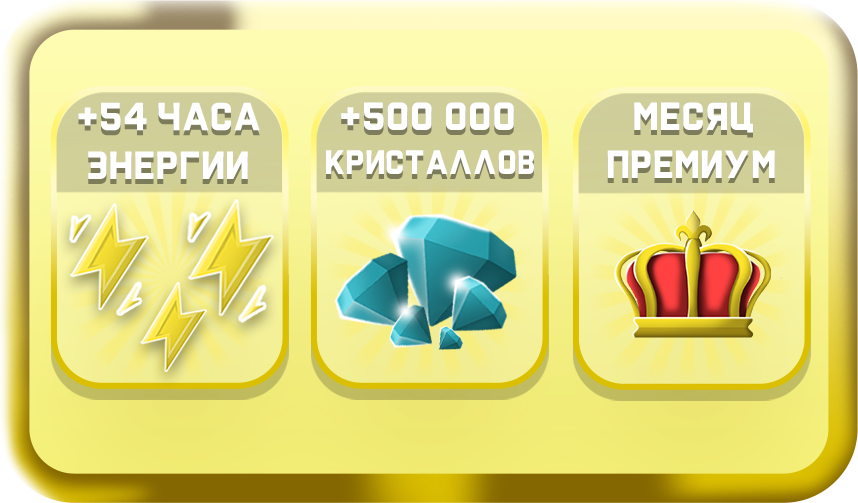 +54 ЧАСА
ЭНЕРГИИ
+500 000
КРИСТАЛЛОВ
МЕСЯЦ
ПРЕМИУМ